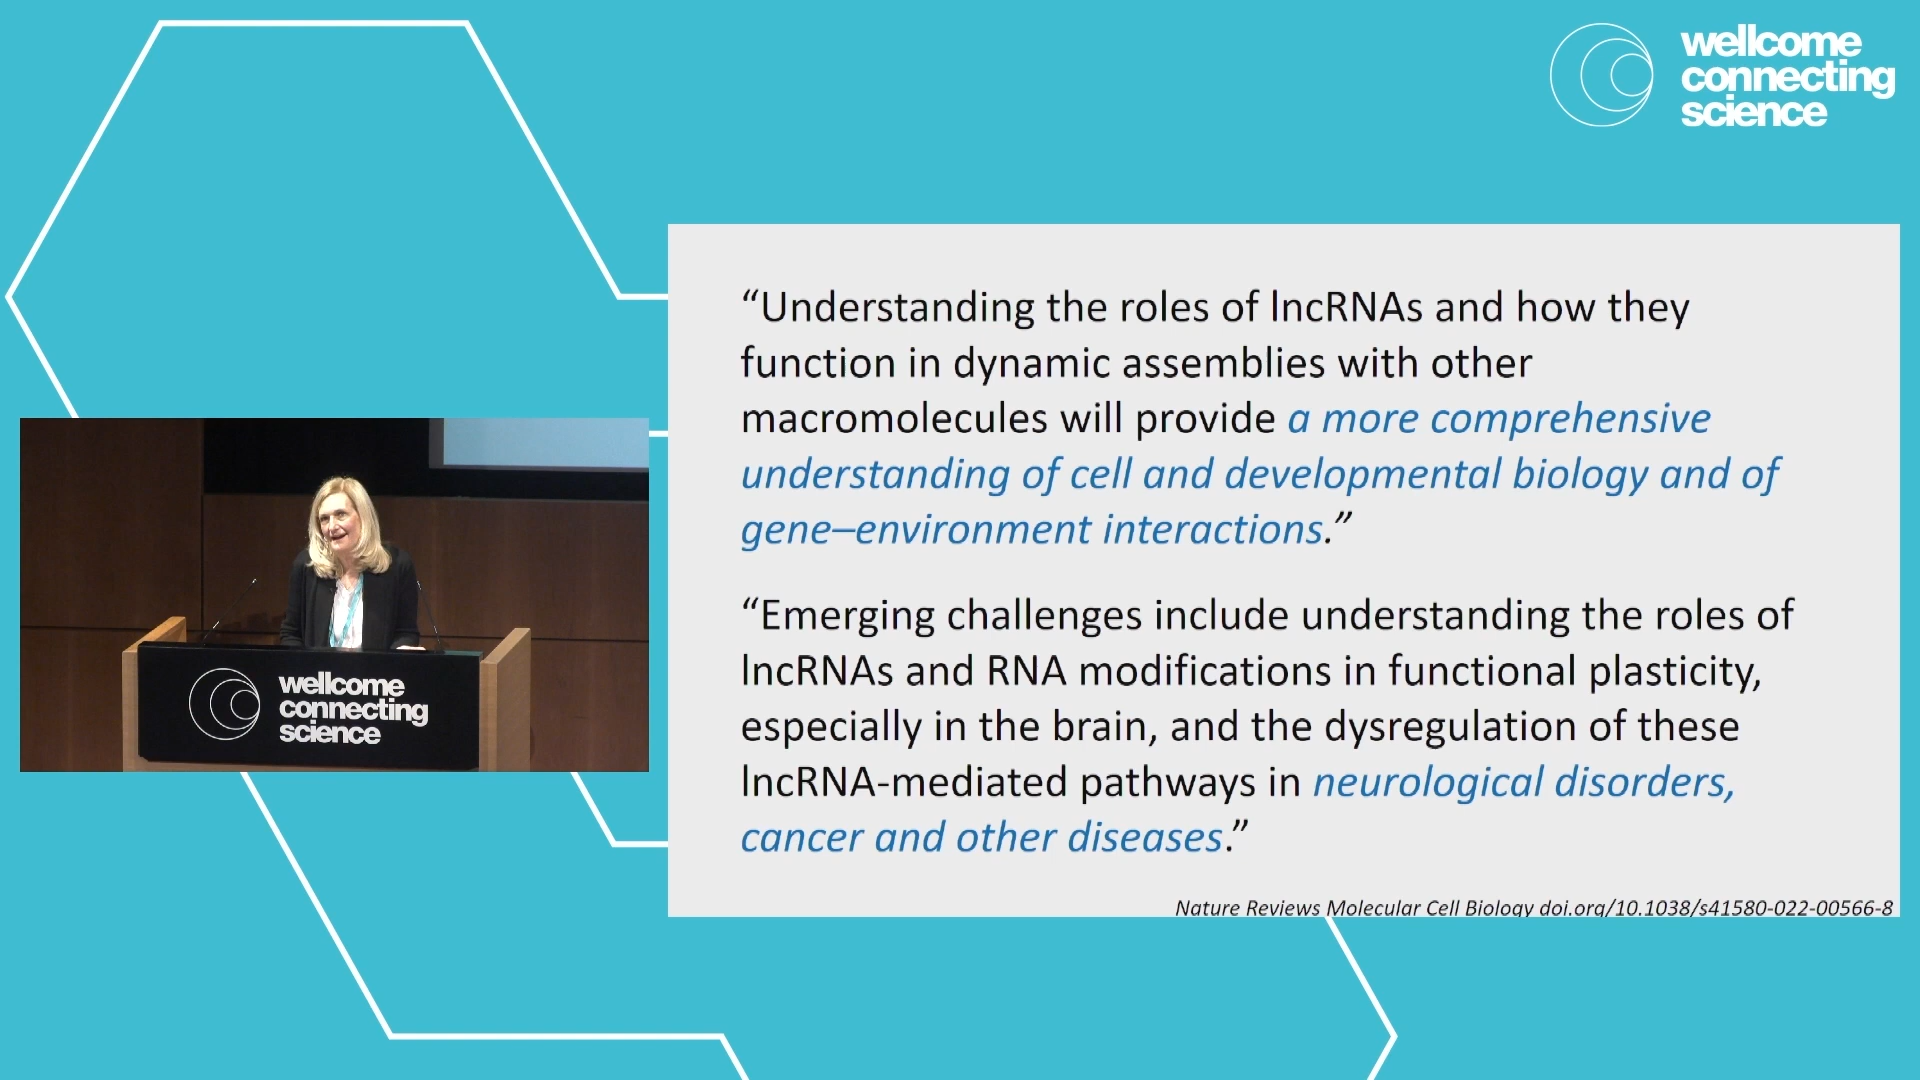 wellcome
connecting
science
“Understanding the roles of lncRNAs and how they
function in dynamic assemblies with other
macromolecules will provide a more comprehensive
understanding of cell and developmental biology and of
gene–environment interactions.”
“Emerging challenges include understanding the roles of
lncRNAs and RNA modifications in functional plasticity,
especially in the brain, and the dysregulation of these
lncRNA-mediated pathways in neurological disorders,
cancer and other diseases.”
Nature Reviews Molecular Cell Biology doi.org/10.1038/s41580-022-00566-8
wellcome
connecting
science